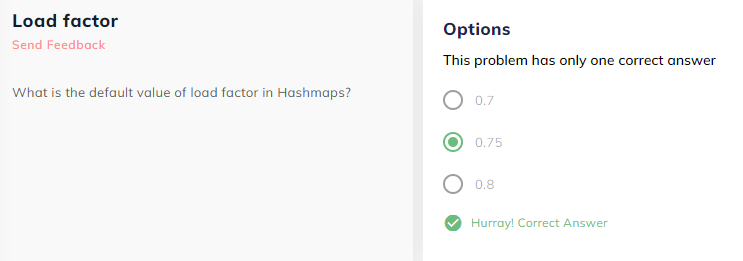 Load factor
Send Feedback
What is the default value of load factor in Hashmaps?
Options
This problem has only one correct answer
0.7
0.75
0.8
Hurray! Correct Answer